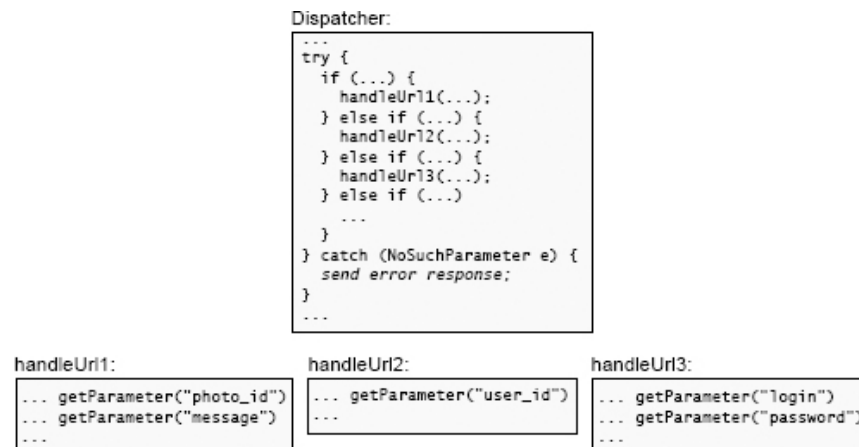 Dispatcher:
...
try {
  if (...) {
    handleUrl1(...);
  } else if (...) {
    handleUrl2(...);
  } else if (...) {
    handleUrl3(...);
  } else if (...)
    ...
  }
} catch (NoSuchParameter e) {
  send error response;
}
...
handleUrl1:
... getParameter("photo_id")
... getParameter("message")
...
handleUrl2:
... getParameter("user_id")
...
handleUrl3:
... getParameter("login")
... getParameter("password")
...